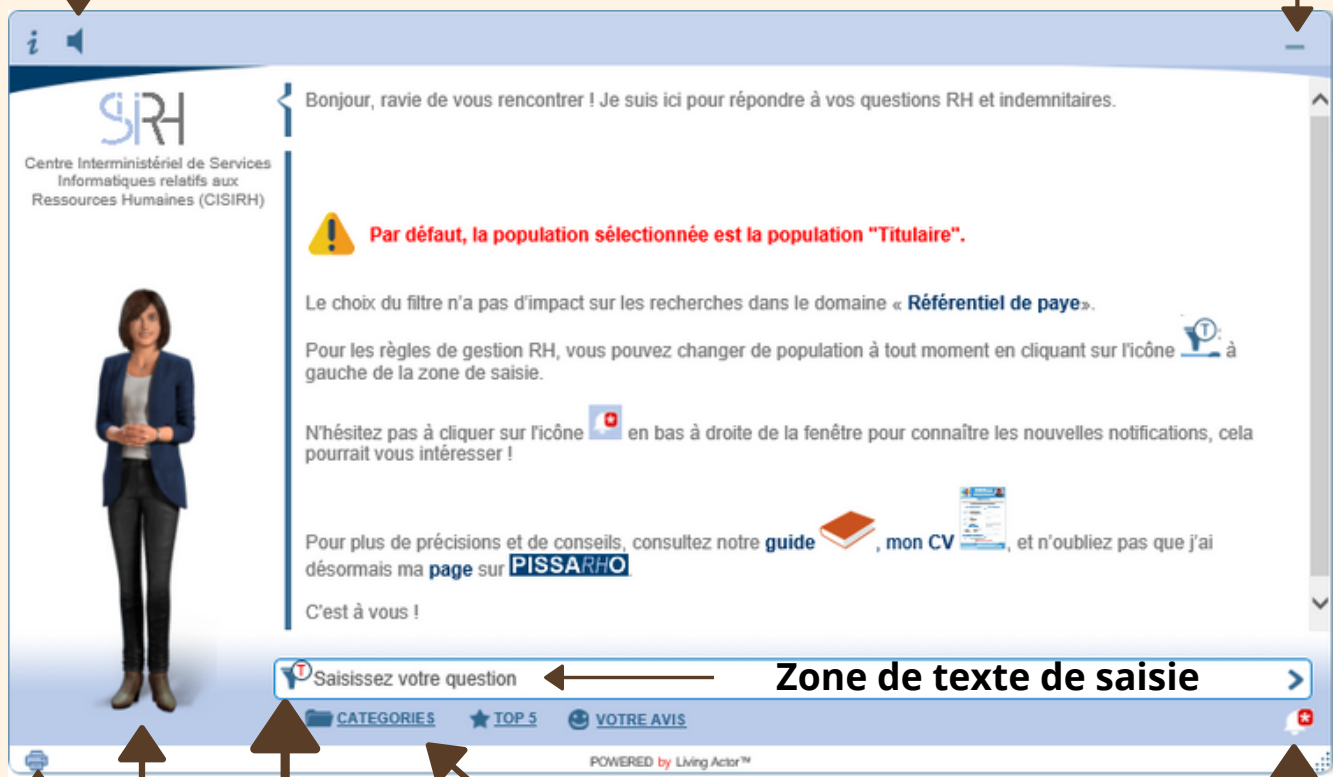 i
SIRH
Centre Interministériel de Services
Informatiques relatifs aux
Ressources Humaines (CISIRH)
Bonjour, ravie de vous rencontrer ! Je suis ici pour répondre à vos questions RH et indemnitaires.
Par défaut, la population sélectionnée est la population "Titulaire".
Le choix du filtre n'a pas d'impact sur les recherches dans le domaine « Référentiel de paye».
Pour les règles de gestion RH, vous pouvez changer de population à tout moment en cliquant sur l'icône T à
gauche de la zone de saisie.
N'hésitez pas à cliquer sur l'icône en bas à droite de la fenêtre pour connaître les nouvelles notifications, cela
pourrait vous intéresser !
Pour plus de précisions et de conseils, consultez notre guide , mon CV , et n'oubliez pas que j'ai
désormais ma page sur PISSARHO.
C'est à vous !
T Saisissez votre question
Zone de texte de saisie
CATEGORIES TOP 5 VOTRE AVIS
POWERED by Living Actor™